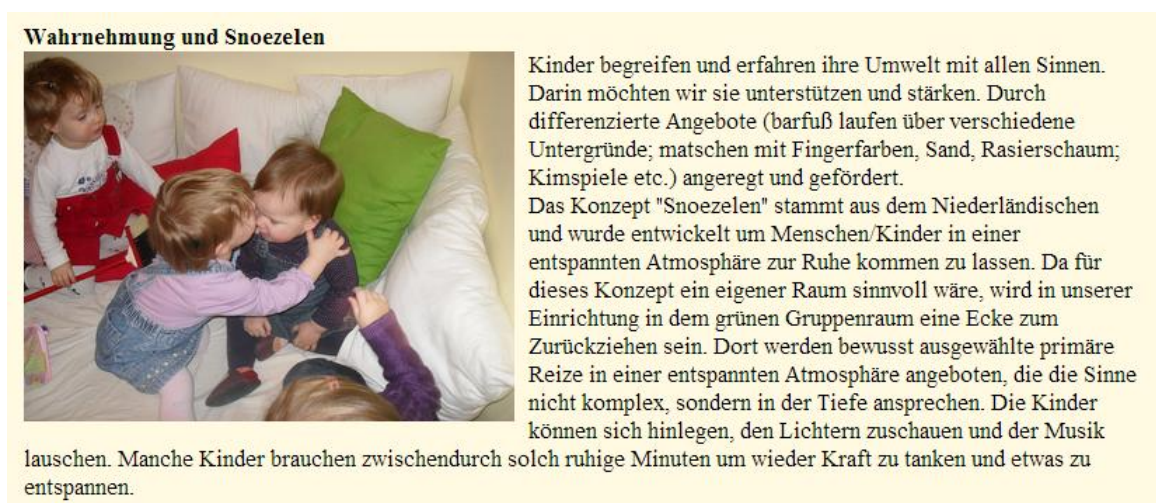 Wahrnehmung und Snoezelen
Kinder begreifen und erfahren ihre Umwelt mit allen Sinnen.
Darin möchten wir sie unterstützen und stärken. Durch
differenzierte Angebote (barfuß laufen über verschiedene
Untergründe; matschen mit Fingerfarben, Sand, Rasierschaum;
Kimspiele etc.) angeregt und gefördert.
Das Konzept "Snoezelen" stammt aus dem Niederländischen
und wurde entwickelt um Menschen/Kinder in einer
entspannten Atmosphäre zur Ruhe kommen zu lassen. Da für
dieses Konzept ein eigener Raum sinnvoll wäre, wird in unserer
Einrichtung in dem grünen Gruppenraum eine Ecke zum
Zurückziehen sein. Dort werden bewusst ausgewählte primäre
Reize in einer entspannten Atmosphäre angeboten, die die Sinne
nicht komplex, sondern in der Tiefe ansprechen. Die Kinder
können sich hinlegen, den Lichtern zuschauen und der Musik
lauschen. Manche Kinder brauchen zwischendurch solch ruhige Minuten um wieder Kraft zu tanken und etwas zu
entspannen.